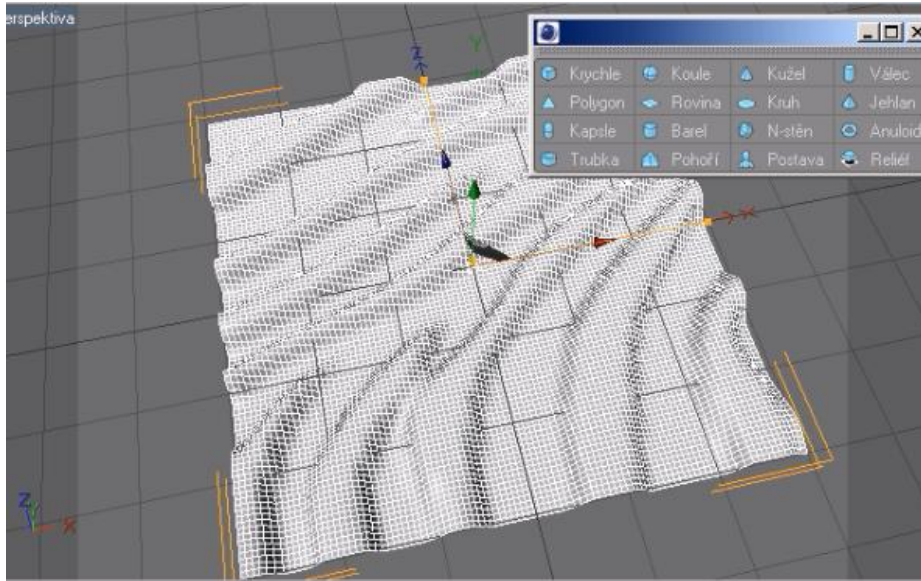 erspektiva
Z
Y
X
Krychle Koule Kužel Válec
Polygon Rovina Kruh Jehlan
Kapsle Barel N-stěn Anuloid
Trubka Pohoří Postava Reliéf
Z
Y
X